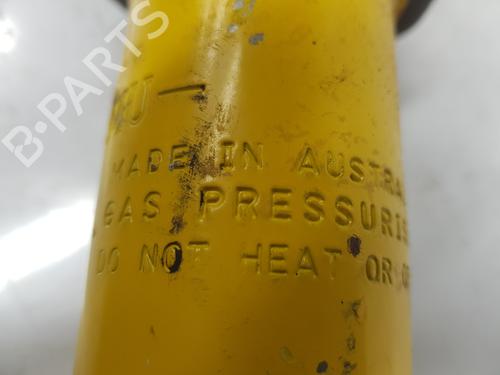 B-PARTS
MADE IN AUSTRA
GAS PRESSURIS
DO NOT HEAT OR